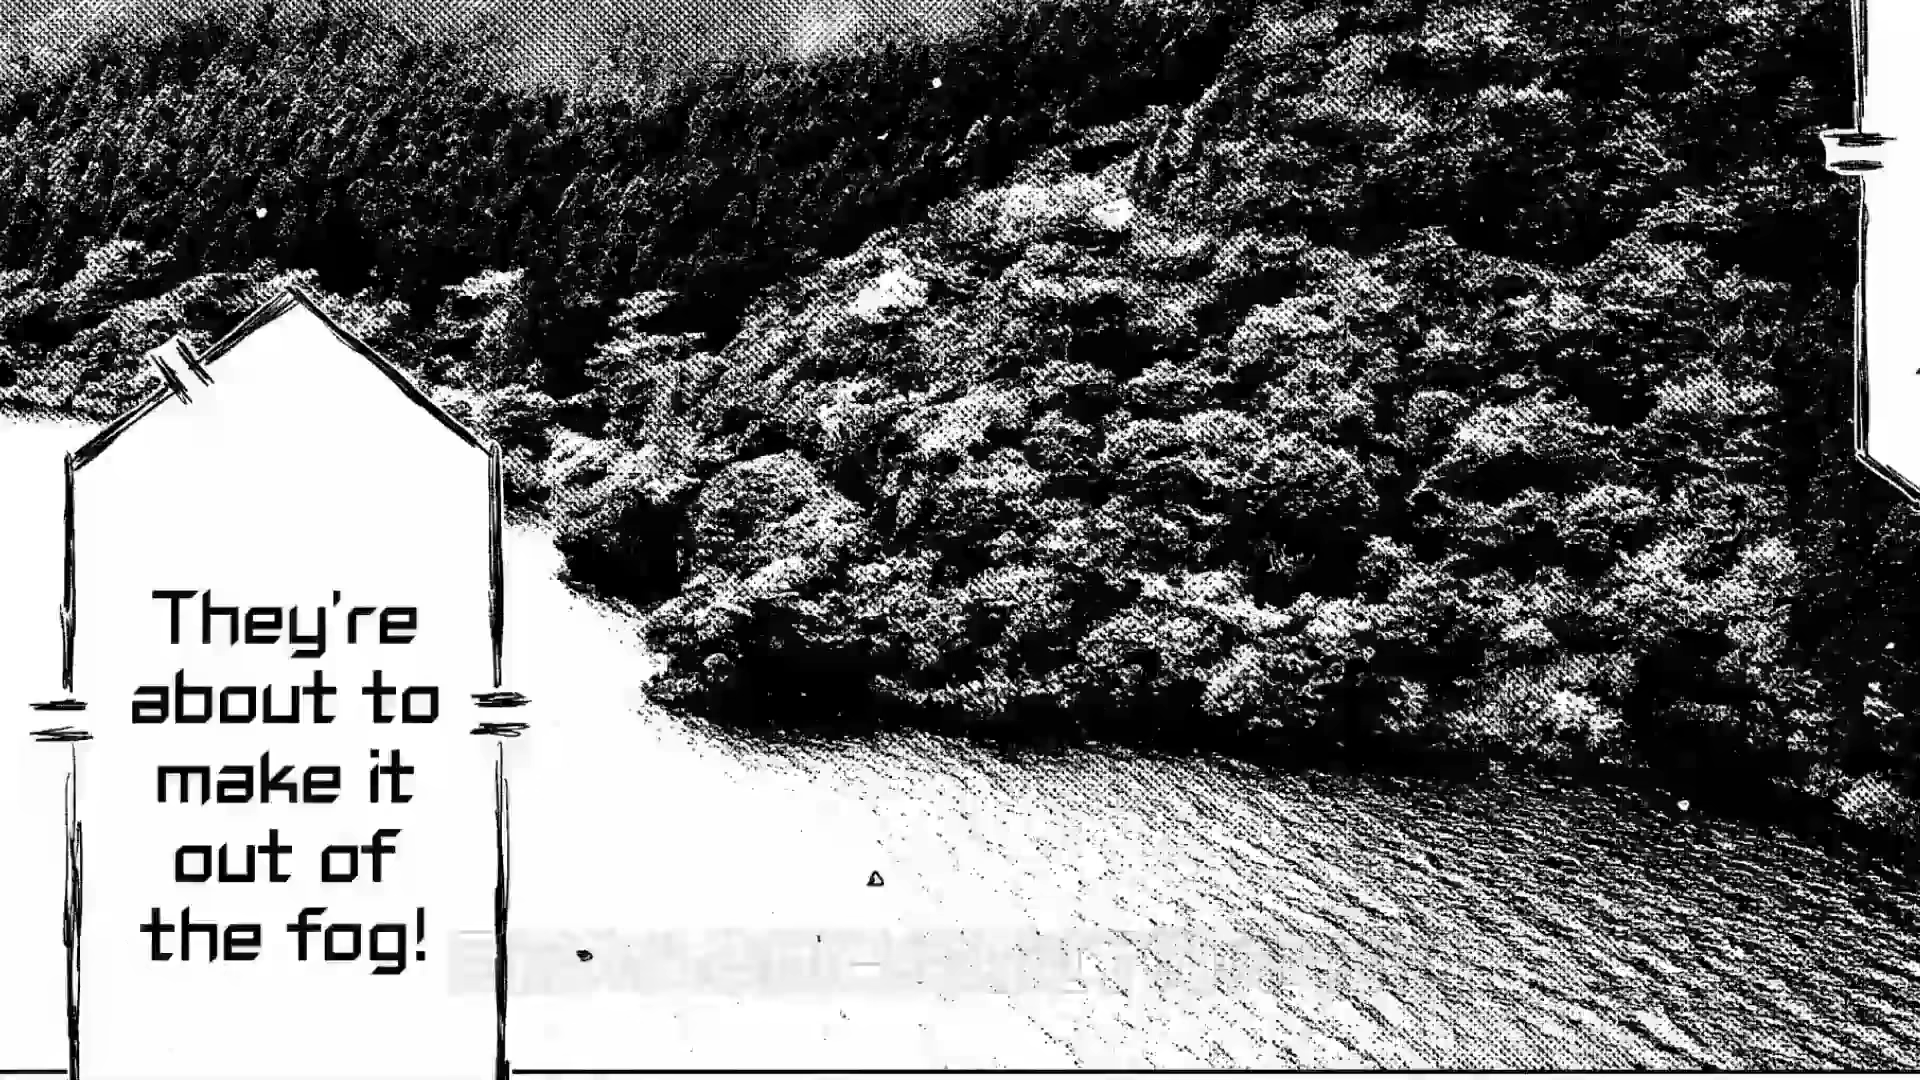 They're
about to
make it
out of
the fog!